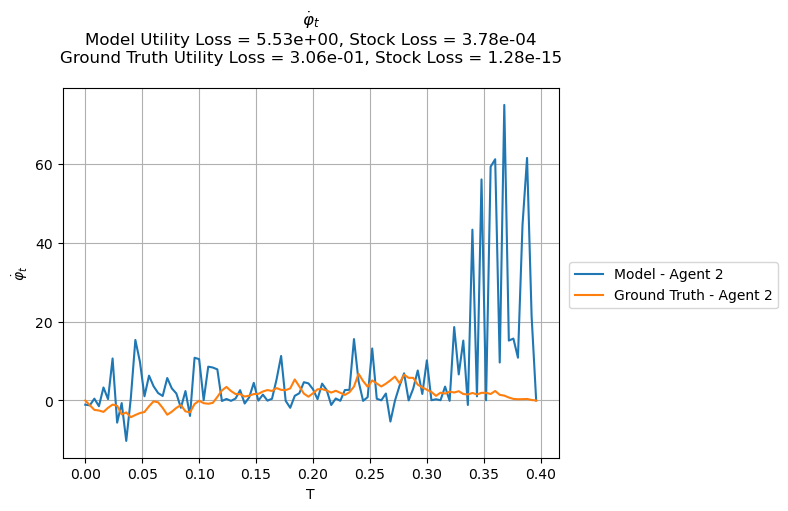 φ̇_t
Model Utility Loss = 5.53e+00, Stock Loss = 3.78e-04
Ground Truth Utility Loss = 3.06e-01, Stock Loss = 1.28e-15
φ̇_t
60
40
20
0
0.00 0.05 0.10 0.15 0.20 0.25 0.30 0.35 0.40
T
Model - Agent 2
Ground Truth - Agent 2